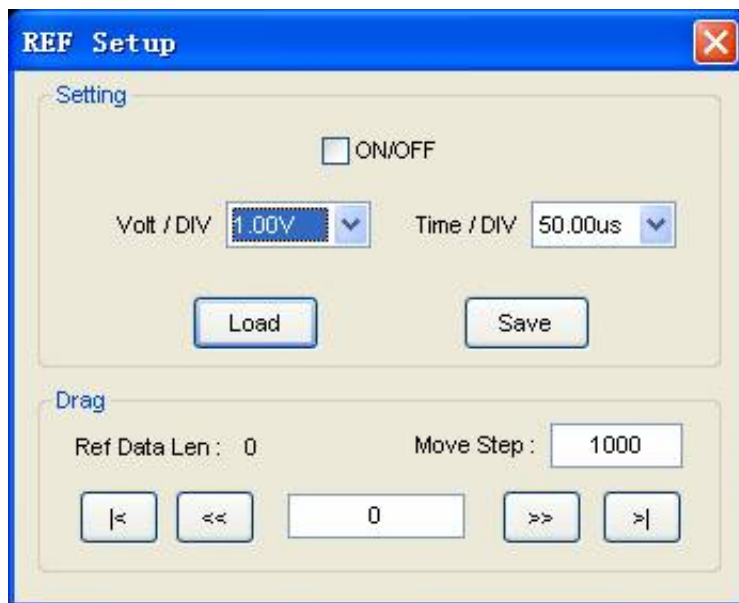 REF Setup
Setting
ON/OFF
Volt / DIV 1.00V Time / DIV 50.00us
Load Save
Drag
Ref Data Len : 0 Move Step : 1000
|< << 0 >> >|